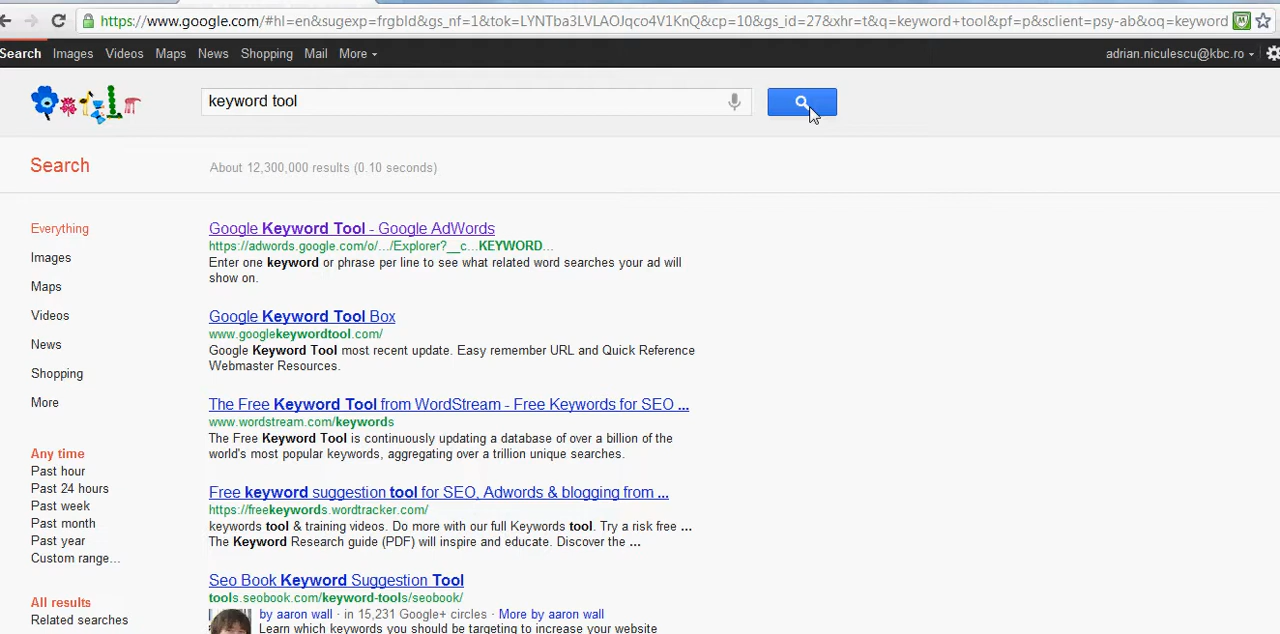 https://www.google.com/#hl=en&sugexp=frgbld&gs_nf=1&tok=LYNTba3LVLAOJqco4V1KnQ&cp=10&gs_id=27&xhr=t&q=keyword+tool&pf=p&sclient=psy-ab&oq=keyword
Search Images Videos Maps News Shopping Mail More adrian.niculescu@kbc.ro
keyword tool
Search About 12,300,000 results (0.10 seconds)
Everything
Images
Maps
Videos
News
Shopping
More
Any time
Past hour
Past 24 hours
Past week
Past month
Past year
Custom range...
All results
Related searches
Google Keyword Tool - Google AdWords
https://adwords.google.com/o/.../Explorer?__c...KEYWORD...
Enter one keyword or phrase per line to see what related word searches your ad will
show on.
Google Keyword Tool Box
www.googlekeywordtool.com/
Google Keyword Tool most recent update. Easy remember URL and Quick Reference
Webmaster Resources.
The Free Keyword Tool from WordStream - Free Keywords for SEO ...
www.wordstream.com/keywords
The Free Keyword Tool is continuously updating a database of over a billion of the
world's most popular keywords, aggregating over a trillion unique searches.
Free keyword suggestion tool for SEO, Adwords & blogging from ...
https://freekeywords.wordtracker.com/
keywords tool & training videos. Do more with our full Keywords tool. Try a risk free ...
The Keyword Research guide (PDF) will inspire and educate. Discover the ...
Seo Book Keyword Suggestion Tool
tools.seobook.com/keyword-tools/seobook/
by aaron wall · in 15,231 Google+ circles · More by aaron wall
Learn which keywords you should be targeting to increase your website